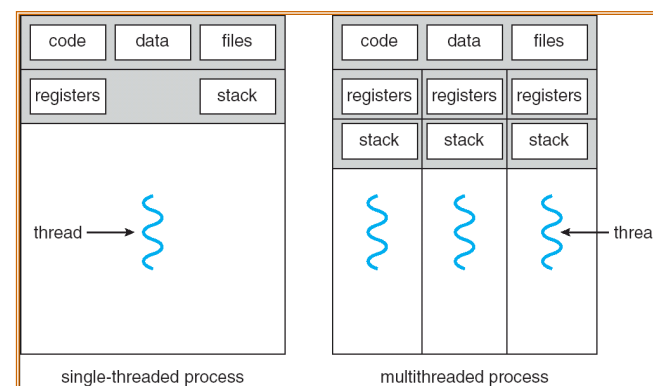 code data files
registers stack
thread
single-threaded process
code data files
registers registers registers
stack stack stack
threa
multithreaded process